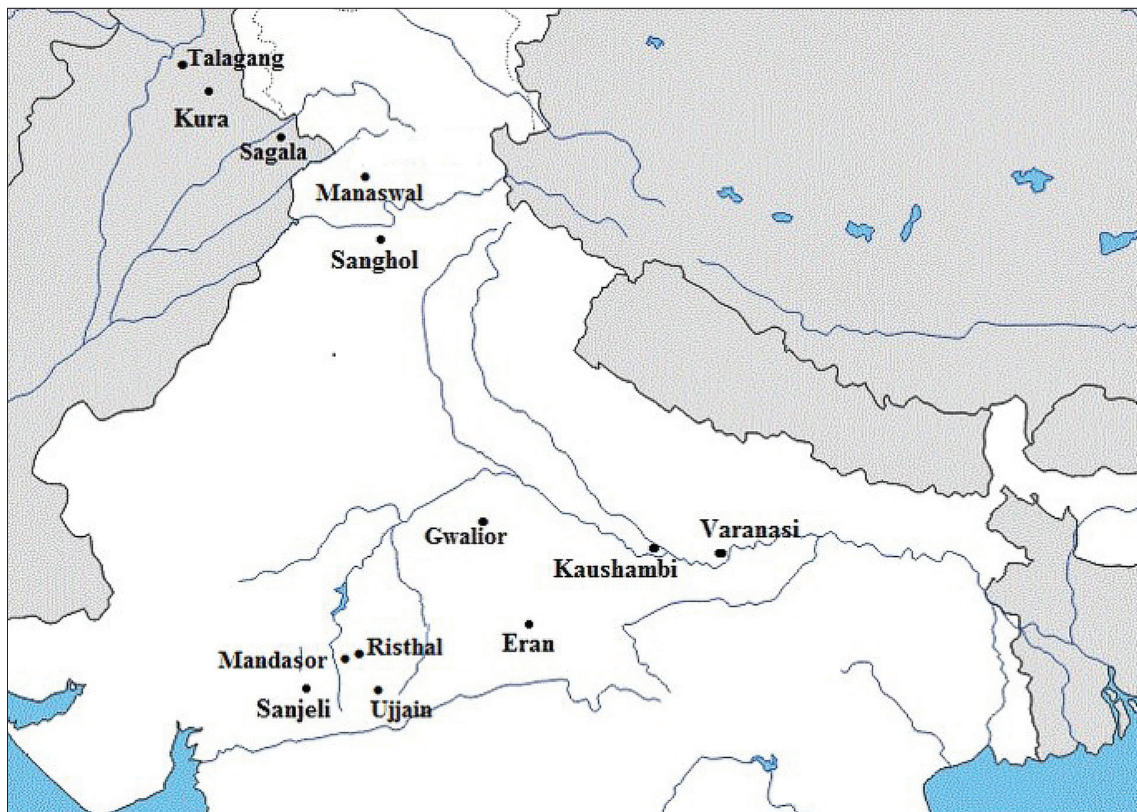 Talagang
Kura
Sagala
Manaswal
Sanghol
Gwalior
Varanasi
Kaushambi
Eran
Risthal
Mandasor
Sanjeli
Ujjain